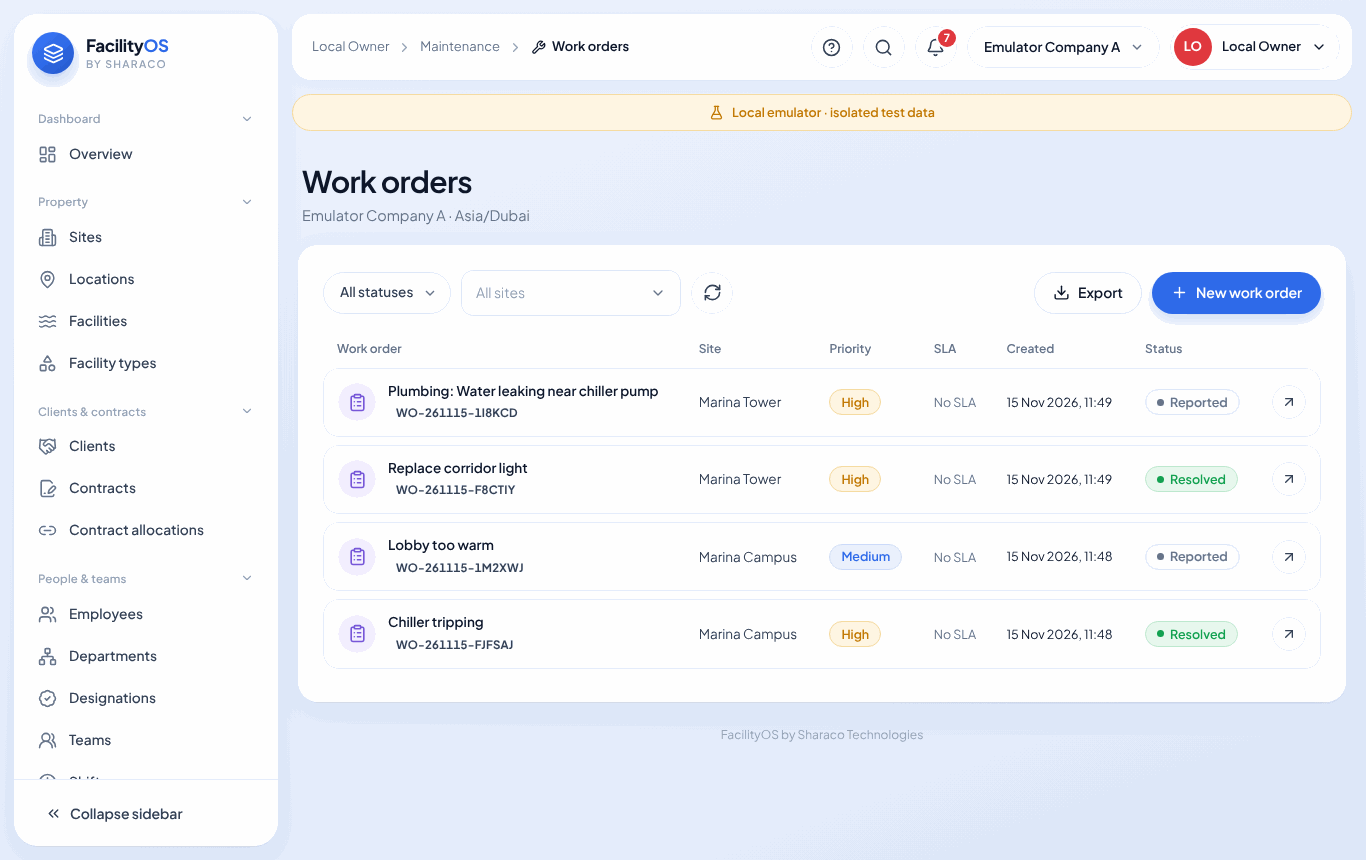 FacilityOS
BY SHARACO
Dashboard
Overview
Property
Sites
Locations
Facilities
Facility types
Clients & contracts
Clients
Contracts
Contract allocations
People & teams
Employees
Departments
Designations
Teams
Collapse sidebar
Local Owner > Maintenance > Work orders
7
Emulator Company A
LO
Local Owner
Local emulator · isolated test data
Work orders
Emulator Company A · Asia/Dubai
All statuses
All sites
Export
+ New work order
Work order Site Priority SLA Created Status
Plumbing: Water leaking near chiller pump
WO-261115-1I8KCD
Marina Tower High No SLA 15 Nov 2026, 11:49 Reported
Replace corridor light
WO-261115-F8CTIY
Marina Tower High No SLA 15 Nov 2026, 11:49 Resolved
Lobby too warm
WO-261115-1M2XWJ
Marina Campus Medium No SLA 15 Nov 2026, 11:48 Reported
Chiller tripping
WO-261115-FJFSAJ
Marina Campus High No SLA 15 Nov 2026, 11:48 Resolved
FacilityOS by Sharaco Technologies